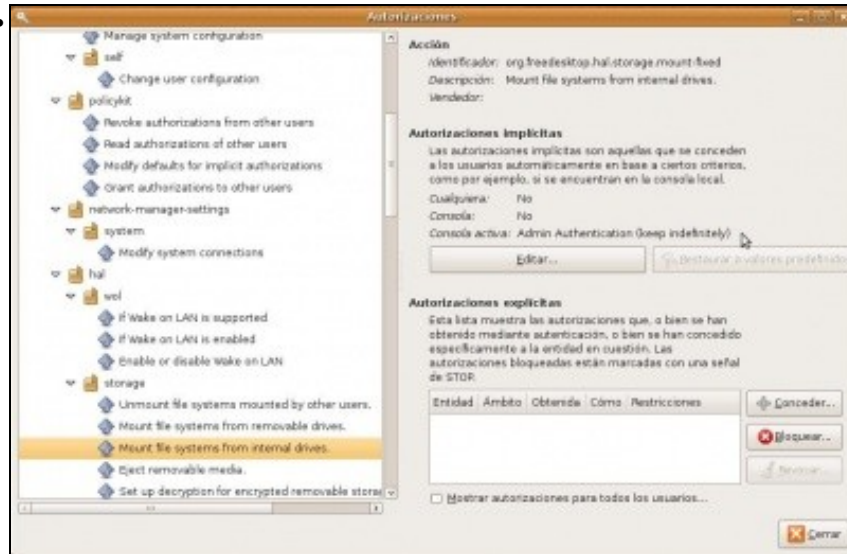 Autorizaciones
Manage system configuration
self
Change user configuration
policykit
Revoke authorizations from other users
Read authorizations of other users
Modify defaults for implicit authorizations
Grant authorizations to other users
network-manager-settings
system
Modify system connections
hal
wol
If Wake on LAN is supported
If Wake on LAN is enabled
Enable or disable Wake on LAN
storage
Unmount file systems mounted by other users.
Mount file systems from removable drives.
Mount file systems from internal drives.
Eject removable media.
Set up decryption for encrypted removable stora
Acción
Identificador: org.freedesktop.hal.storage.mount-fixed
Descripción: Mount file systems from internal drives.
Vendedor:
Autorizaciones implícitas
Las autorizaciones implícitas son aquellas que se conceden
a los usuarios automáticamente en base a ciertos criterios,
como por ejemplo, si se encuentran en la consola local.
Cualquiera: No
Consola: No
Consola activa: Admin Authentication (keep indefinitely)
Editar...
Restaurar a valores predefinidos
Autorizaciones explícitas
Esta lista muestra las autorizaciones que, o bien se han
obtenido mediante autenticación, o bien se han concedido
específicamente a la entidad en cuestión. Las
autorizaciones bloqueadas están marcadas con una señal
de STOP.
Entidad Ámbito Obtenida Cómo Restricciones
Conceder...
Bloquear...
Revocar...
Mostrar autorizaciones para todos los usuarios...
Cerrar